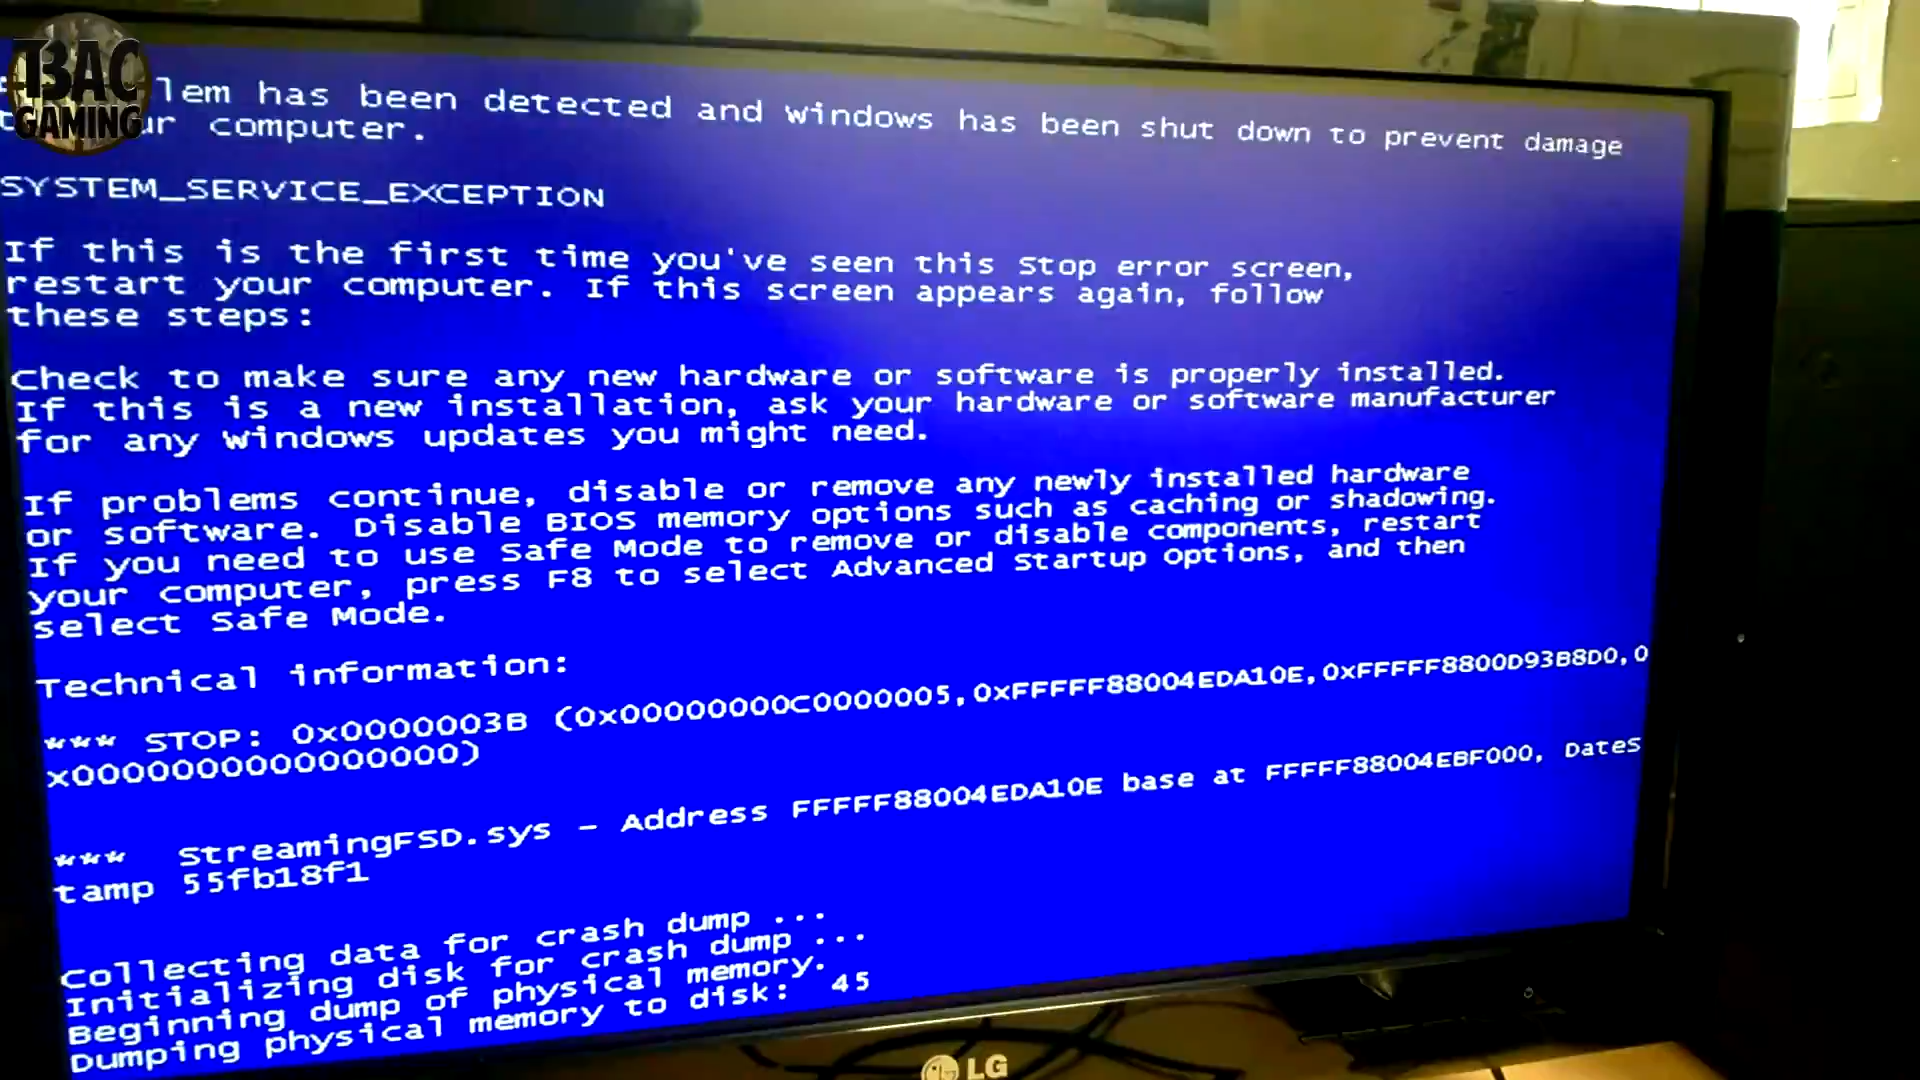 13AC
GAMING
lem has been detected and windows has been shut down to prevent damage
ur computer.
SYSTEM_SERVICE_EXCEPTION
If this is the first time you've seen this Stop error screen,
restart your computer. If this screen appears again, follow
these steps:
Check to make sure any new hardware or software is properly installed.
If this is a new installation, ask your hardware or software manufacturer
for any windows updates you might need.
If problems continue, disable or remove any newly installed hardware
or software. Disable BIOS memory options such as caching or shadowing.
If you need to use Safe Mode to remove or disable components, restart
your computer, press F8 to select Advanced Startup Options, and then
select Safe Mode.
Technical information:
*** STOP: 0x0000003B (0x00000000C0000005,0xFFFFF88004EDA10E,0xFFFFF8800D93B8D0,0
x0000000000000000)
*** StreamingFSD.sys - Address FFFFF88004EDA10E base at FFFFF88004EBF000, DateS
tamp 55fb18f1
Collecting data for crash dump ...
Initializing disk for crash dump ...
Beginning dump of physical memory.
Dumping physical memory to disk: 45
LG